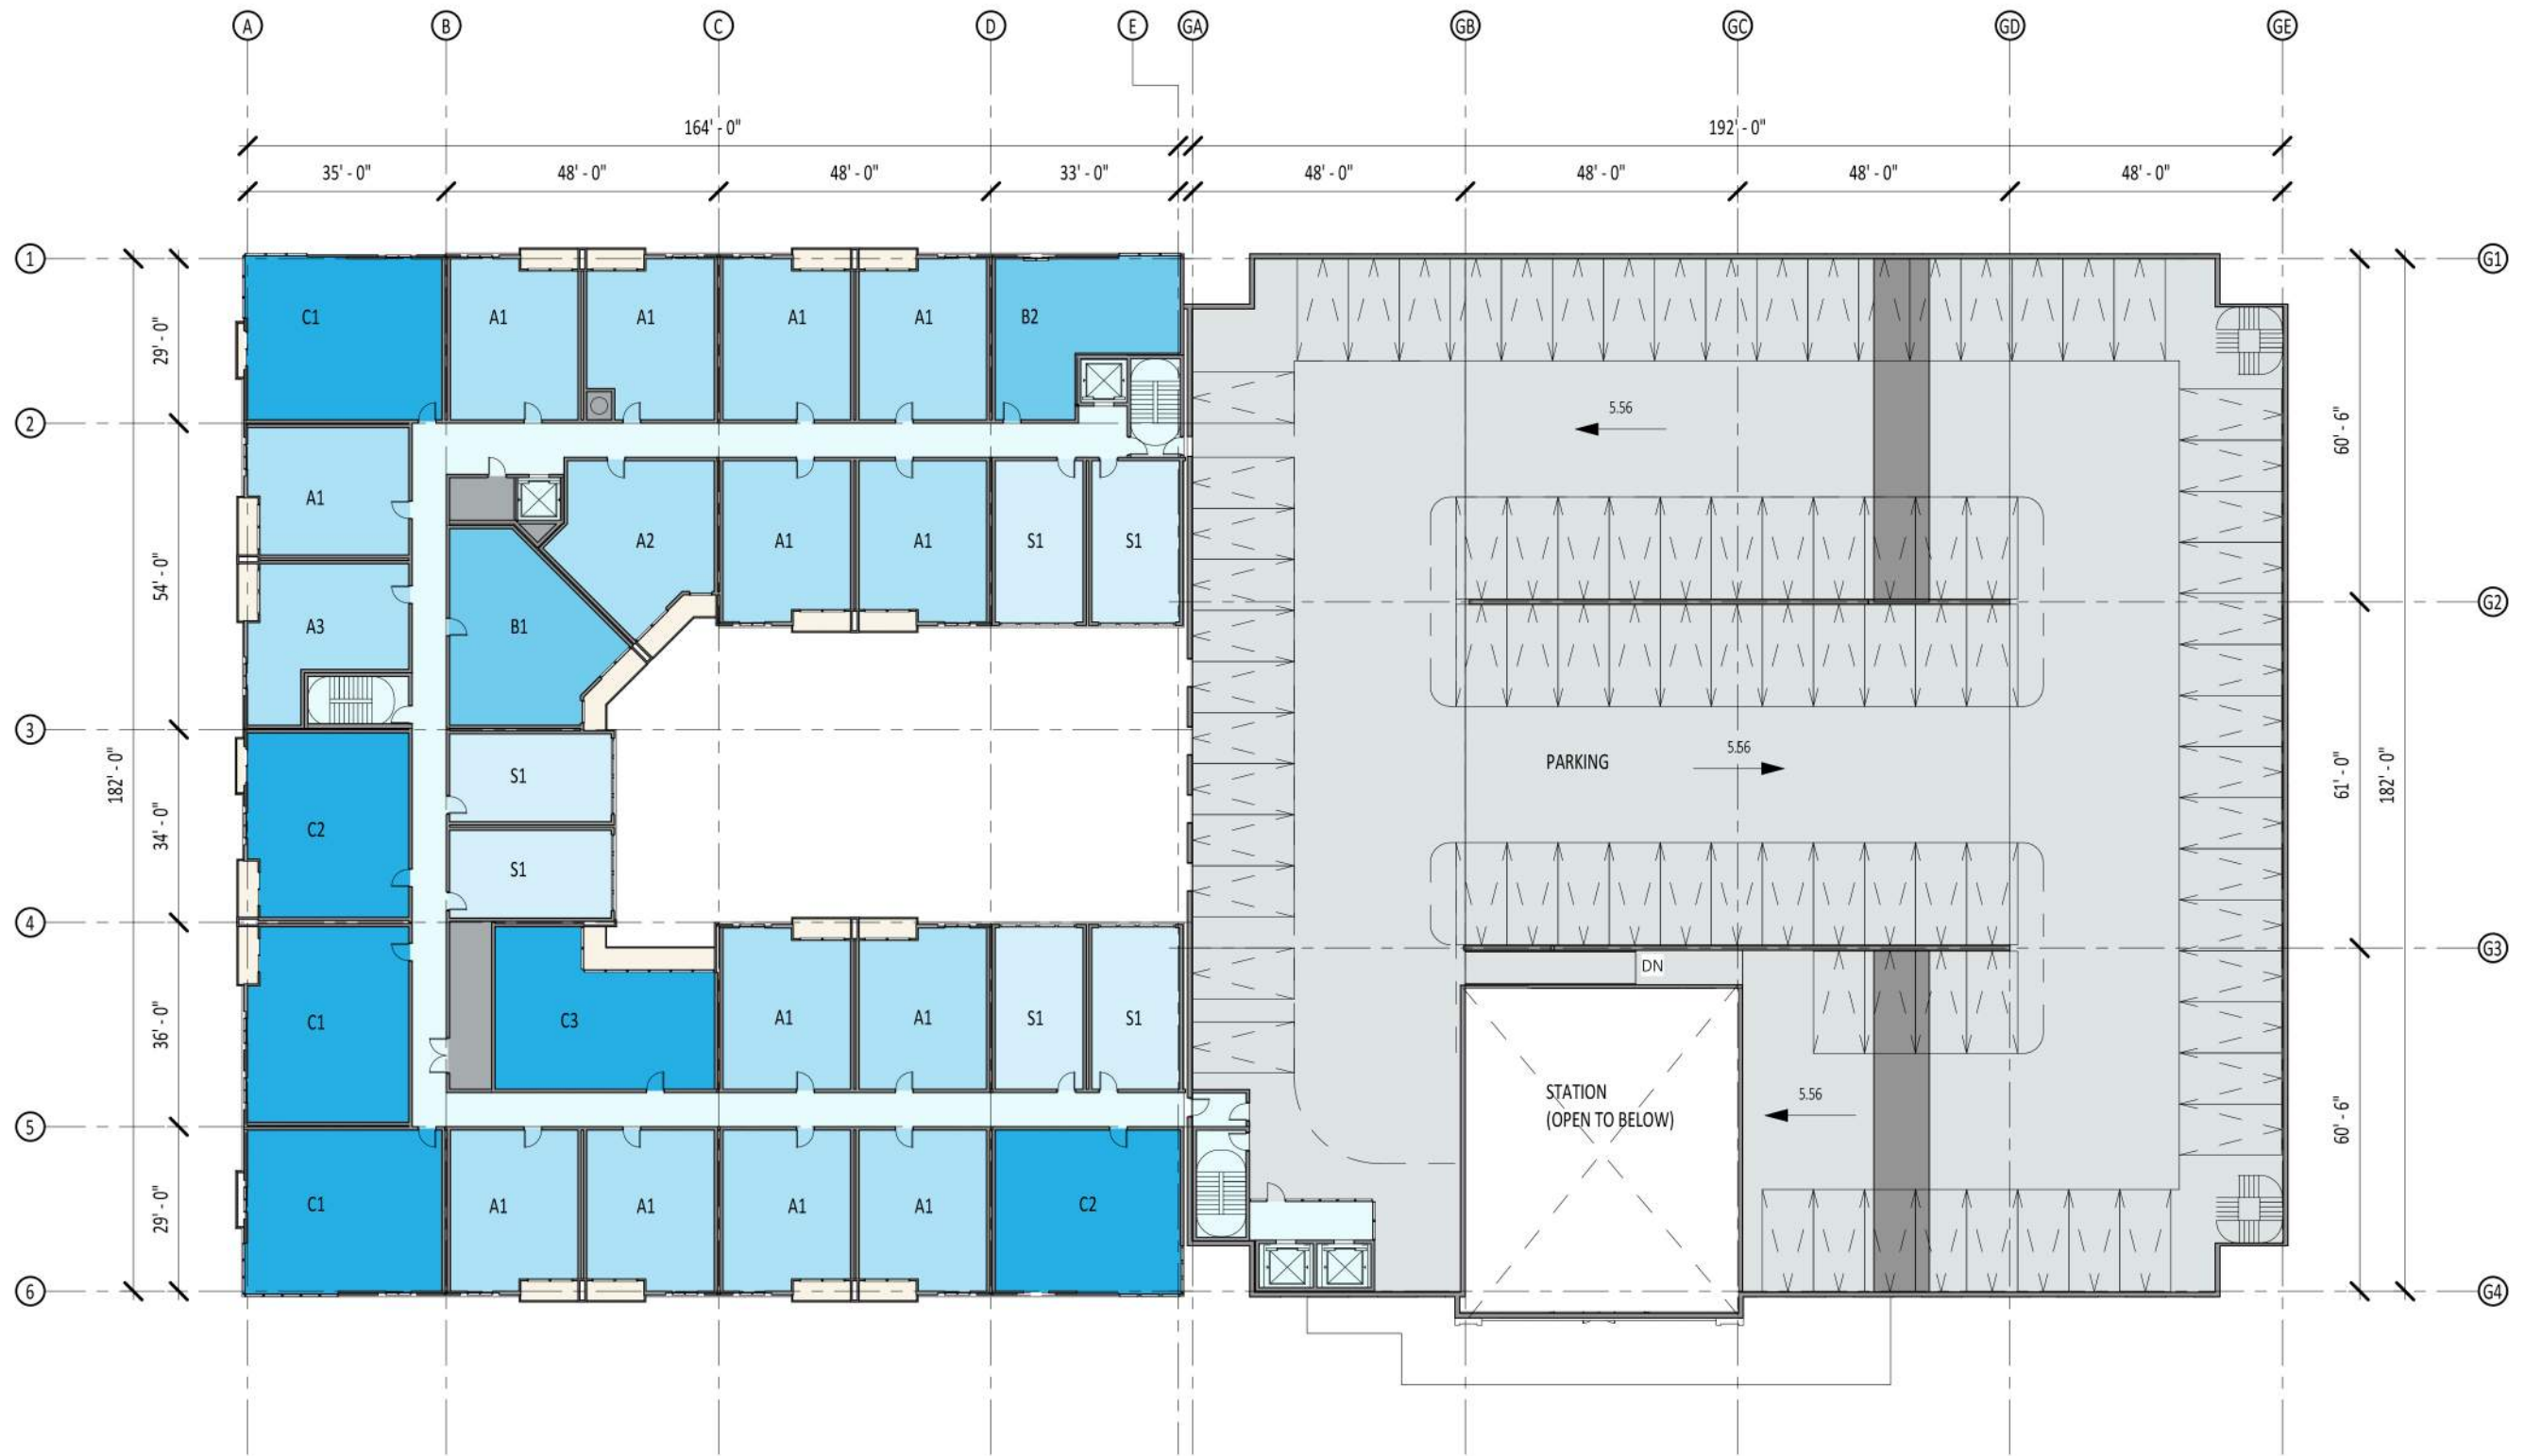 A B C D E GA GB GC GD GE
164' - 0" 192' - 0"
35' - 0" 48' - 0" 48' - 0" 33' - 0" 48' - 0" 48' - 0" 48' - 0" 48' - 0"
1 G1
C1 A1 A1 A1 A1 B2
29' - 0"
2
5.56
60' - 6"
A1
A2 A1 A1 S1 S1
54' - 0"
G2
A3 B1
3
182' - 0"
S1
PARKING 5.56
61' - 0"
182' - 0"
C2
34' - 0"
S1
4
G3
DN
C1 C3 A1 A1 S1 S1
36' - 0"
STATION
(OPEN TO BELOW)
5.56
60' - 6"
5
C1 A1 A1 A1 A1 C2
29' - 0"
6 G4